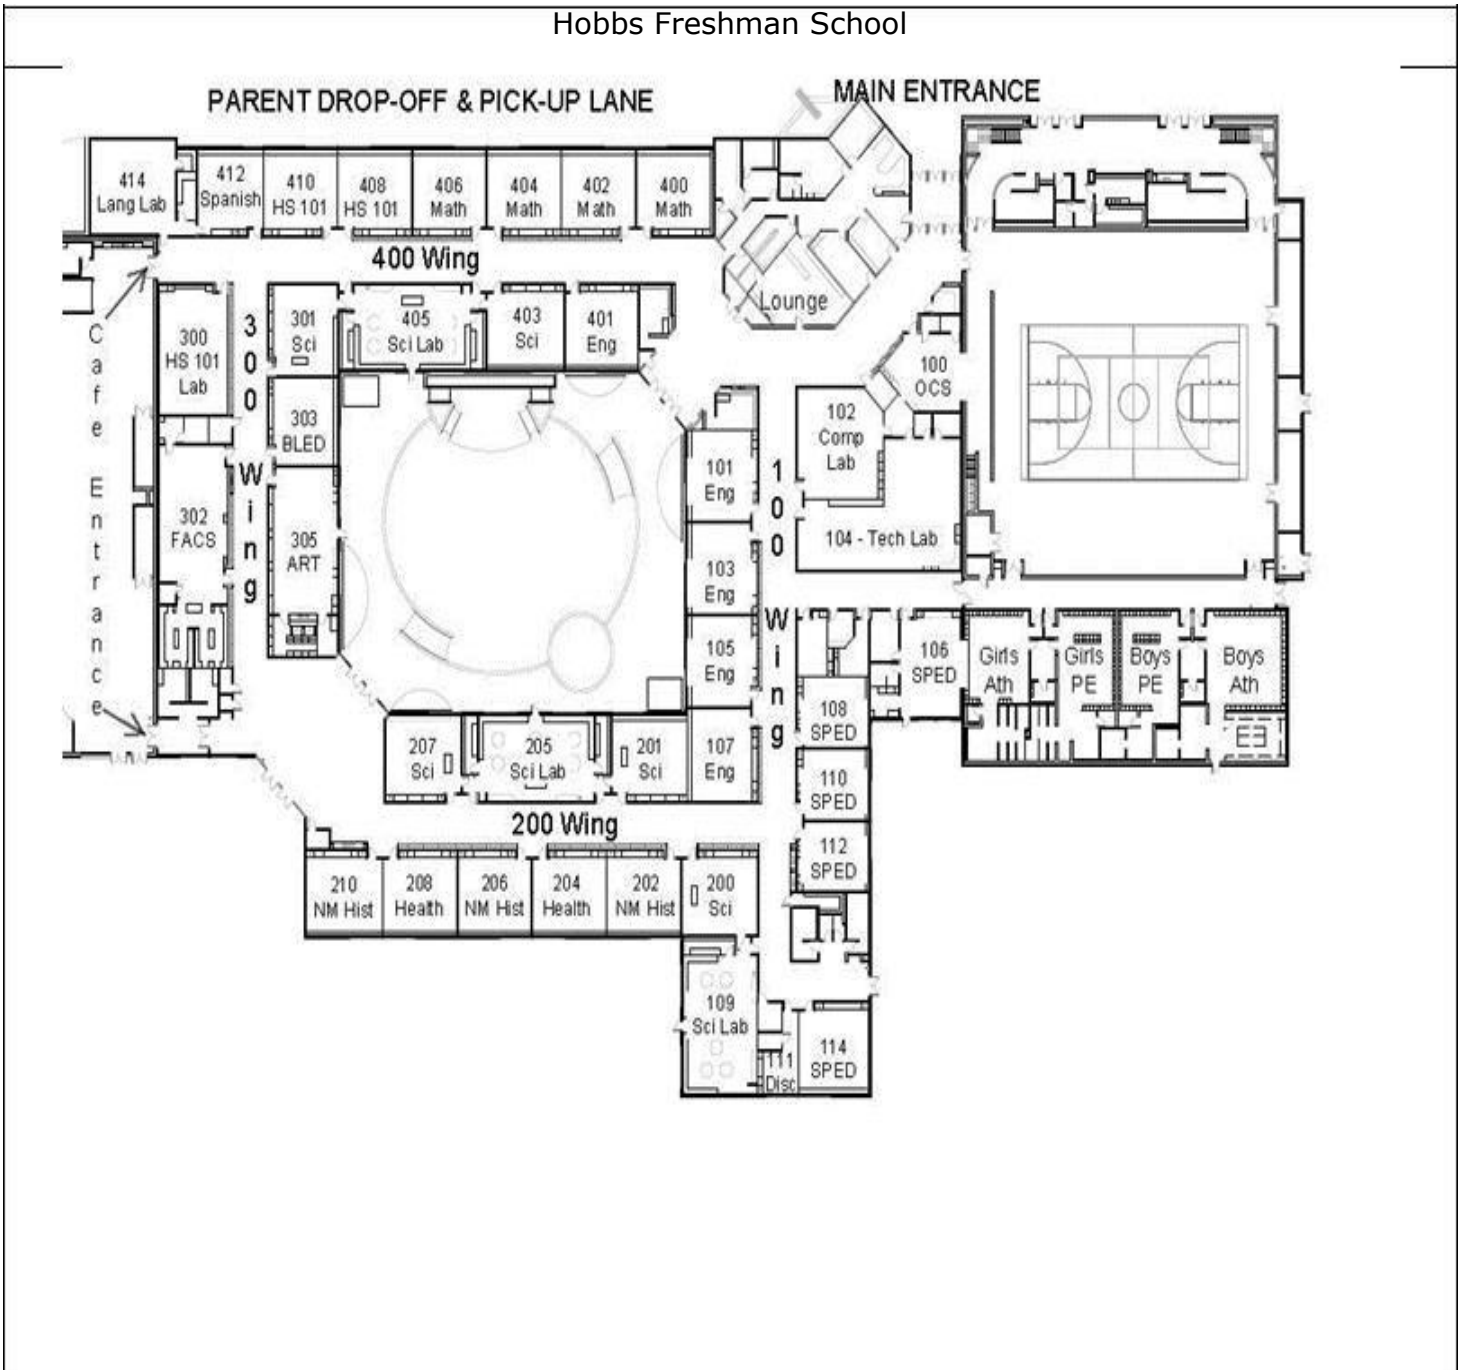 Hobbs Freshman School
PARENT DROP-OFF & PICK-UP LANE
MAIN ENTRANCE
414
Lang Lab
412
Spanish
410
HS 101
408
HS 101
406
Math
404
Math
402
Math
400
Math
400 Wing
Lounge
Cafe Entrance
300
HS 101
Lab
300 Wing
301
Sci
405
Sci Lab
403
Sci
401
Eng
100
OCS
303
BLED
102
Comp
Lab
101
Eng
100 Wing
302
FACS
305
ART
103
Eng
104 - Tech Lab
105
Eng
106
SPED
Girls
Ath
Girls
PE
Boys
PE
Boys
Ath
108
SPED
207
Sci
205
Sci Lab
201
Sci
107
Eng
110
SPED
200 Wing
112
SPED
210
NM Hist
208
Health
206
NM Hist
204
Health
202
NM Hist
200
Sci
109
Sci Lab
111
Disc
114
SPED